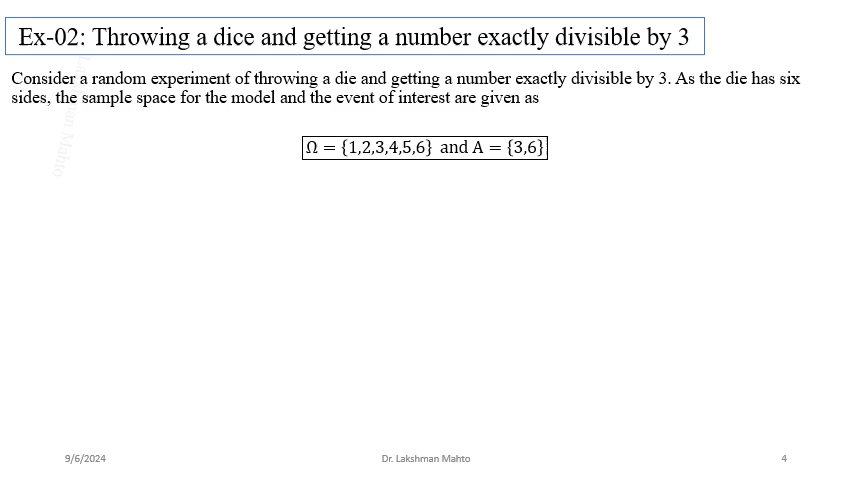 Ex-02: Throwing a dice and getting a number exactly divisible by 3
Consider a random experiment of throwing a die and getting a number exactly divisible by 3. As the die has six
sides, the sample space for the model and the event of interest are given as
Ω = {1,2,3,4,5,6} and A = {3,6}
9/6/2024
Dr. Lakshman Mahto
4